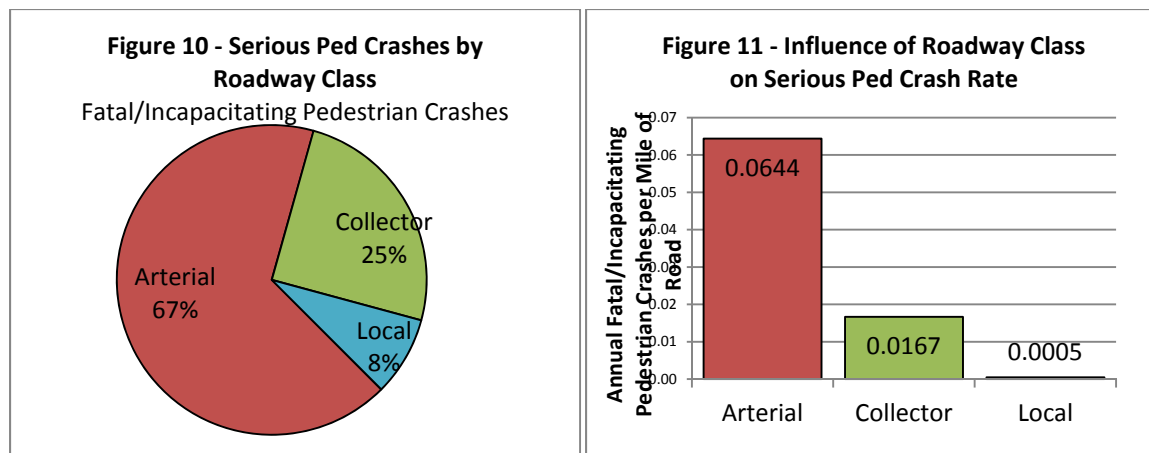 Figure 10 - Serious Ped Crashes by
Roadway Class
Fatal/Incapacitating Pedestrian Crashes
Collector
25%
Arterial
67%
Local
8%
Figure 11 - Influence of Roadway Class
on Serious Ped Crash Rate
Annual Fatal/Incapacitating
Pedestrian Crashes per Mile of
Road
0.07
0.06
0.05
0.04
0.03
0.02
0.01
0.00
0.0644
0.0167
0.0005
Arterial
Collector
Local